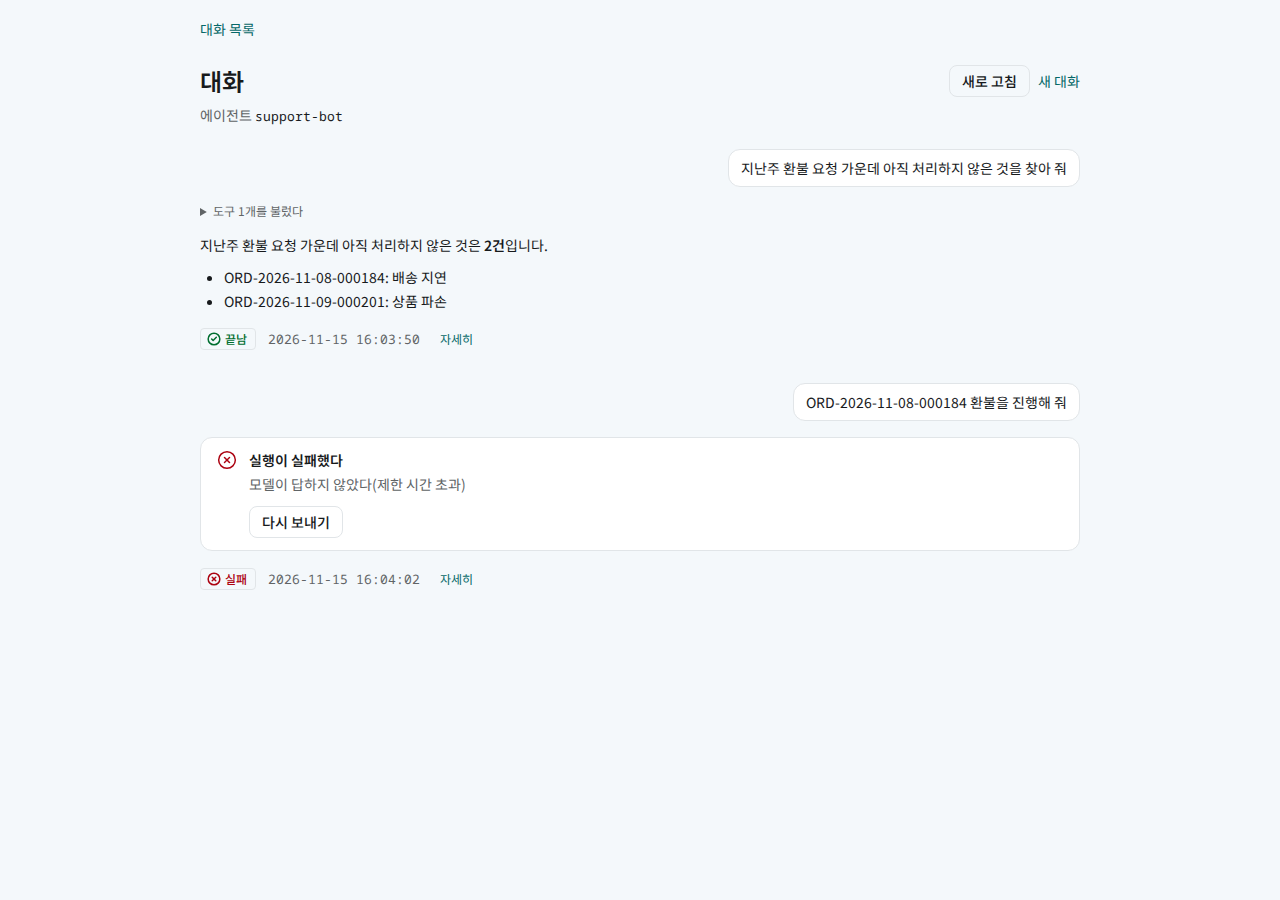 대화 목록
대화
새로 고침
새 대화
에이전트 support-bot
지난주 환불 요청 가운데 아직 처리하지 않은 것을 찾아 줘
도구 1개를 불렀다
지난주 환불 요청 가운데 아직 처리하지 않은 것은 2건입니다.
ORD-2026-11-08-000184: 배송 지연
ORD-2026-11-09-000201: 상품 파손
끝남 2026-11-15 16:03:50 자세히
ORD-2026-11-08-000184 환불을 진행해 줘
실행이 실패했다
모델이 답하지 않았다(제한 시간 초과)
다시 보내기
실패 2026-11-15 16:04:02 자세히